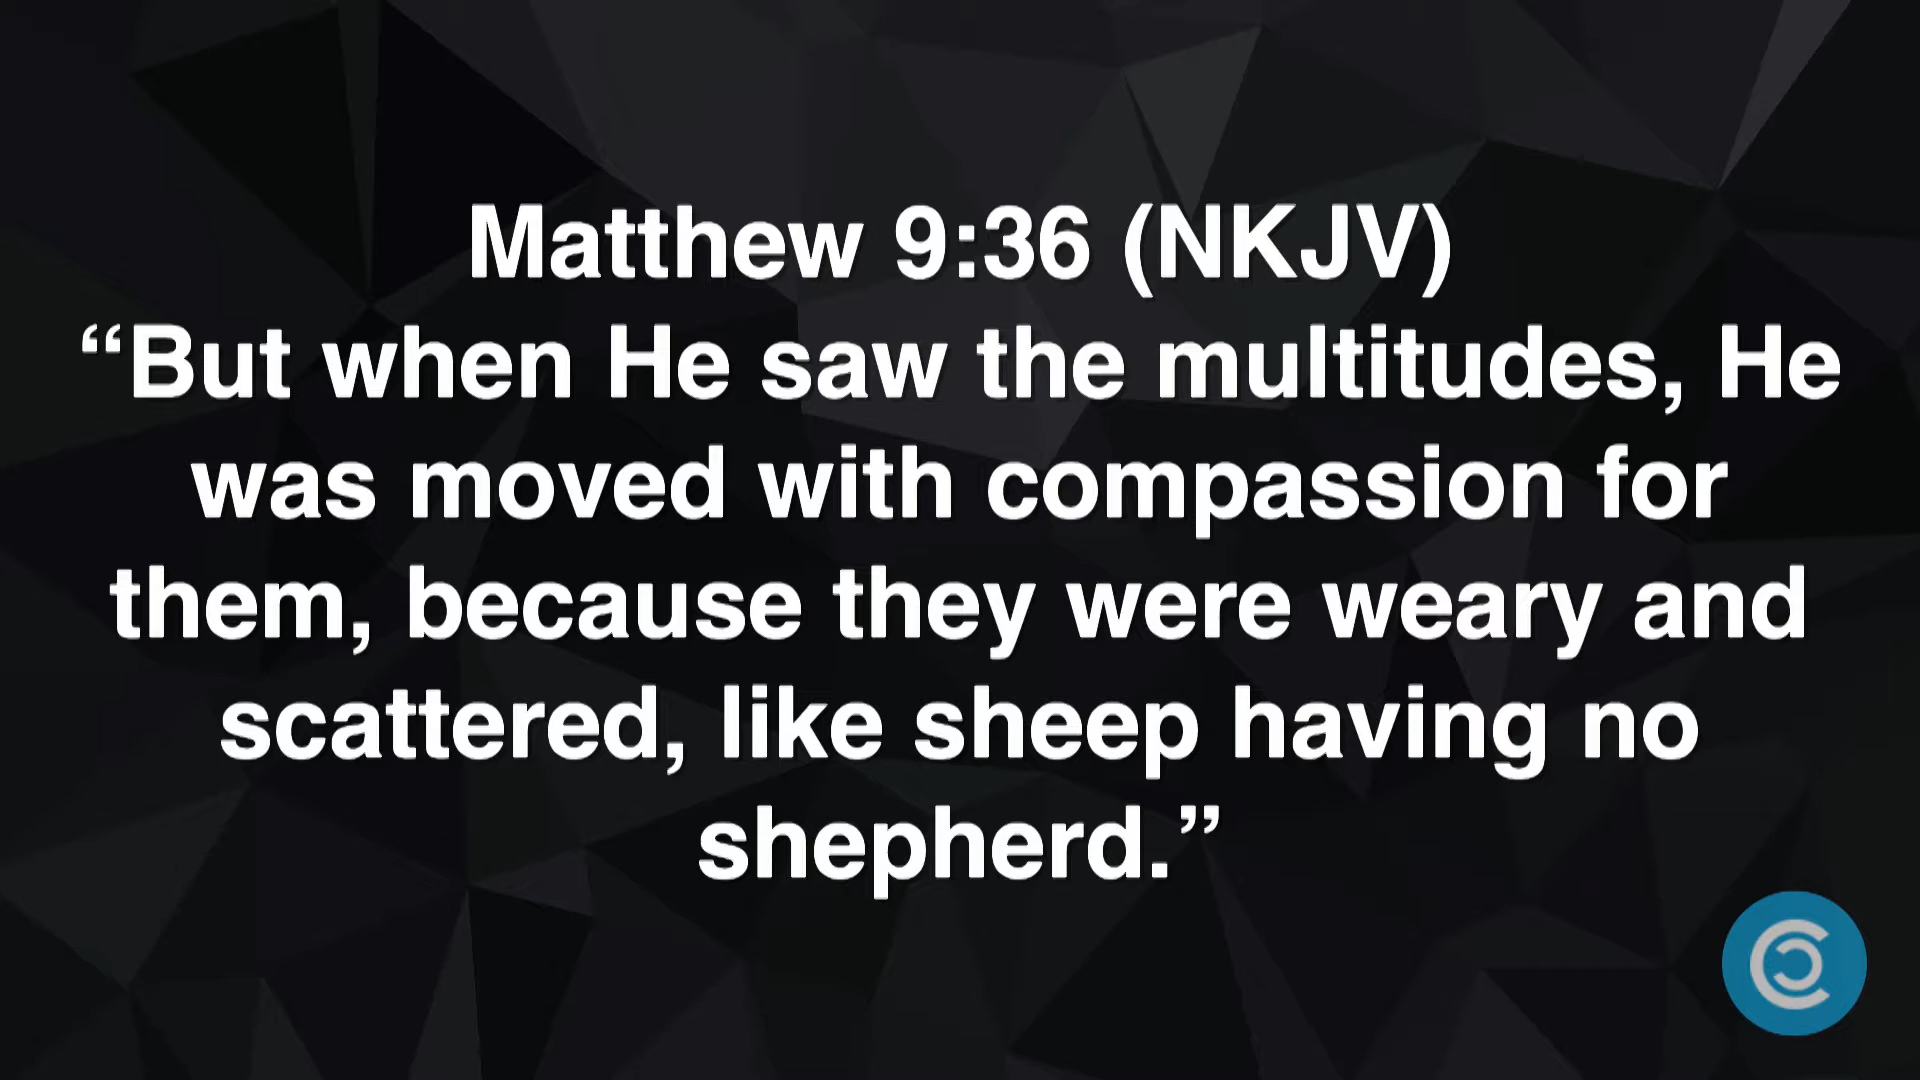 Matthew 9:36 (NKJV)
“But when He saw the multitudes, He
was moved with compassion for
them, because they were weary and
scattered, like sheep having no
shepherd.”